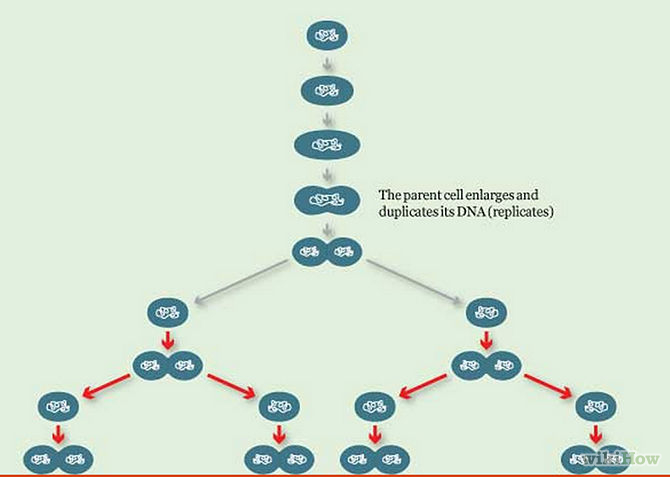 The parent cell enlarges and
duplicates its DNA (replicates)
wikiHow